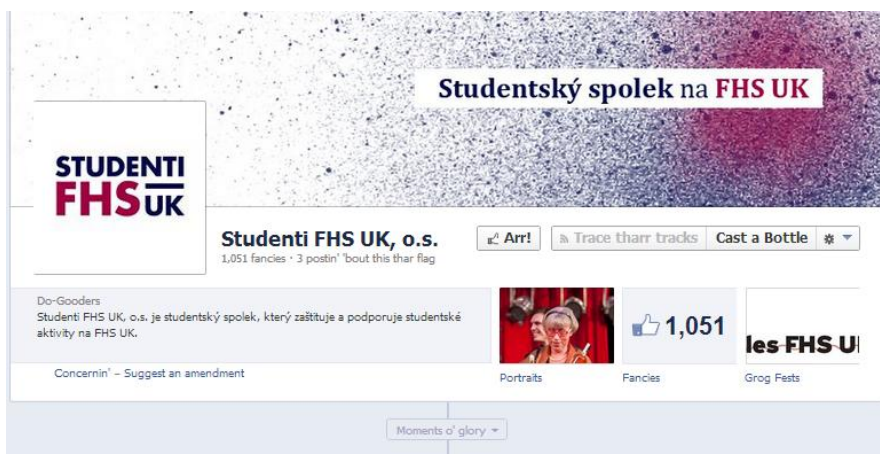 Studentský spolek na FHS UK
STUDENTI
FHS UK
Studenti FHS UK, o.s.
1,051 fancies · 3 postin' 'bout this thar flag
Arr!
Trace tharr tracks
Cast a Bottle
Do-Gooders
Studenti FHS UK, o.s. je studentský spolek, který zaštituje a podporuje studentské
aktivity na FHS UK.
Concernin' – Suggest an amendment
1,051
les FHS U
Portraits
Fancies
Grog Fests
Moments o' glory